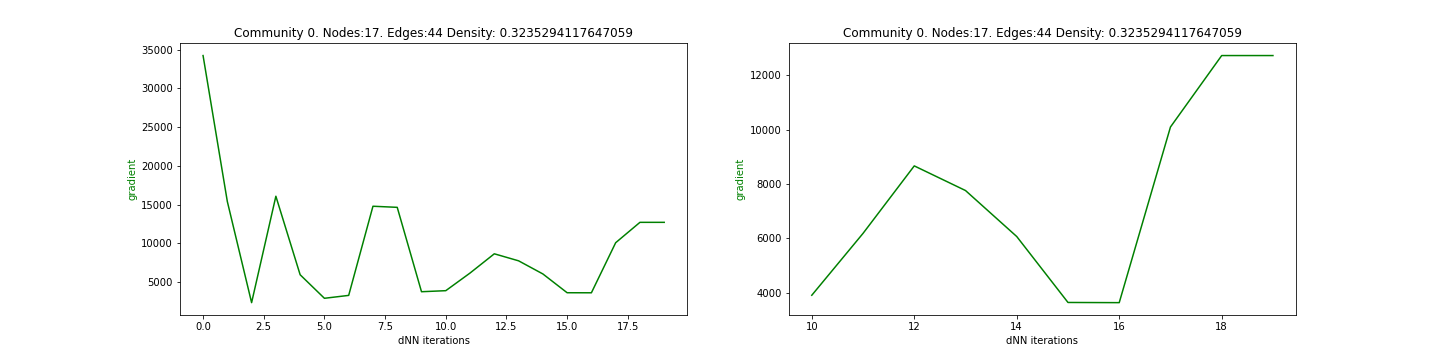 Community 0. Nodes:17. Edges:44 Density: 0.3235294117647059
35000
30000
25000
20000
15000
10000
5000
gradient
0.0 2.5 5.0 7.5 10.0 12.5 15.0 17.5
dNN iterations
Community 0. Nodes:17. Edges:44 Density: 0.3235294117647059
12000
10000
8000
6000
4000
gradient
10 12 14 16 18
dNN iterations